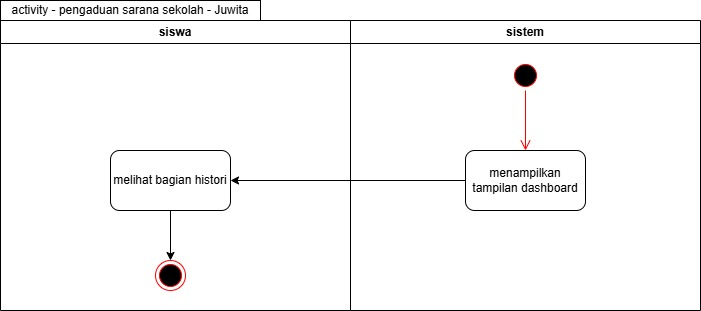 activity - pengaduan sarana sekolah - Juwita
siswa
sistem
melihat bagian histori
menampilkan
tampilan dashboard